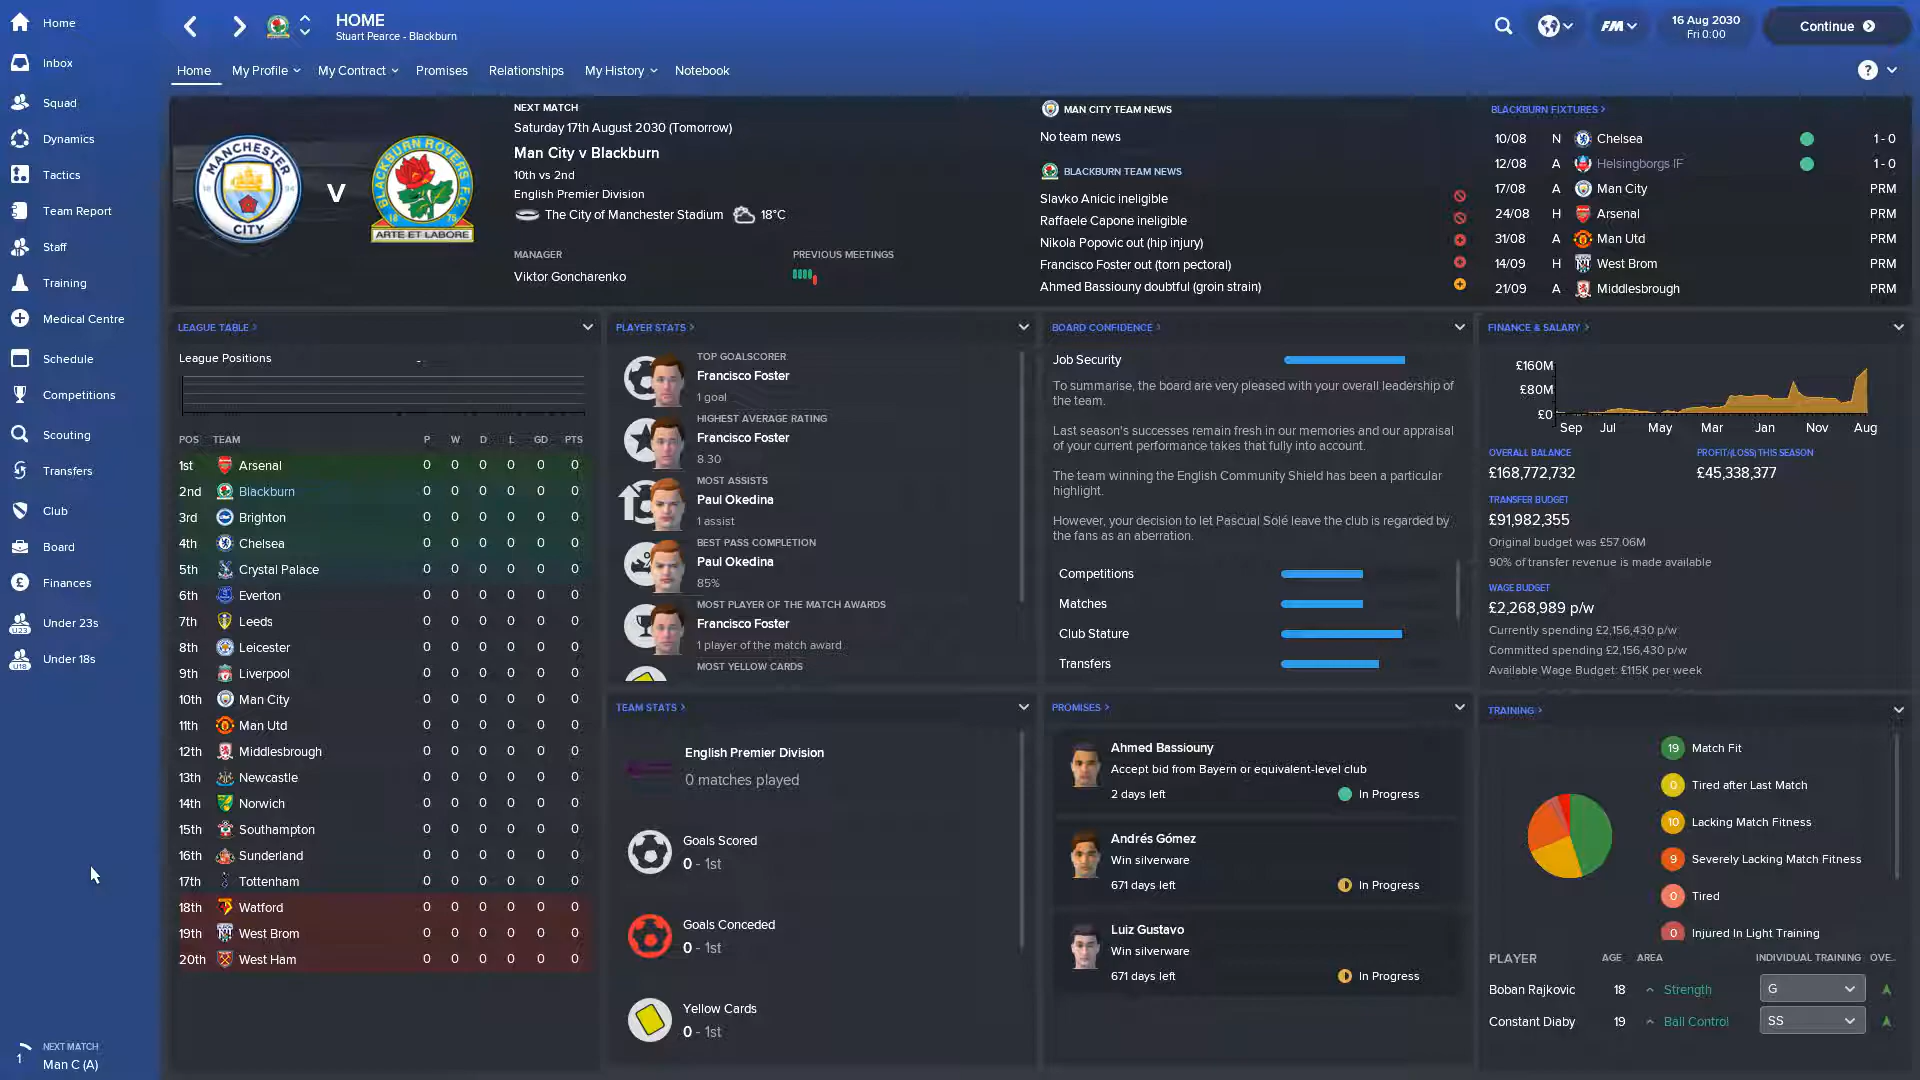 Home
Inbox
Squad
Dynamics
Tactics
Team Report
Staff
Training
Medical Centre
Schedule
Competitions
Scouting
Transfers
Club
Board
Finances
U23
Under 23s
U18
Under 18s
1
NEXT MATCH
Man C (A)
HOME
Stuart Pearce - Blackburn
FM
16 Aug 2030
Fri 0:00
Continue
Home
My Profile
My Contract
Promises
Relationships
My History
Notebook
?
MANCHESTER
18 94
CITY
V
BLACKBURN ROVERS F.C.
18 75
ARTE ET LABORE
NEXT MATCH
Saturday 17th August 2030 (Tomorrow)
Man City v Blackburn
10th vs 2nd
English Premier Division
The City of Manchester Stadium 18°C
MANAGER
Viktor Goncharenko
PREVIOUS MEETINGS
MAN CITY TEAM NEWS
No team news
BLACKBURN TEAM NEWS
Slavko Anicic ineligible
Raffaele Capone ineligible
Nikola Popovic out (hip injury)
Francisco Foster out (torn pectoral)
Ahmed Bassiouny doubtful (groin strain)
BLACKBURN FIXTURES >
10/08 N Chelsea 1 - 0
12/08 A Helsingborgs IF 1 - 0
17/08 A Man City PRM
24/08 H Arsenal PRM
31/08 A Man Utd PRM
14/09 H West Brom PRM
21/09 A Middlesbrough PRM
LEAGUE TABLE >
League Positions -
POS TEAM P W D L GD PTS
1st Arsenal 0 0 0 0 0 0
2nd Blackburn 0 0 0 0 0 0
3rd Brighton 0 0 0 0 0 0
4th Chelsea 0 0 0 0 0 0
5th Crystal Palace 0 0 0 0 0 0
6th Everton 0 0 0 0 0 0
7th Leeds 0 0 0 0 0 0
8th Leicester 0 0 0 0 0 0
9th Liverpool 0 0 0 0 0 0
10th Man City 0 0 0 0 0 0
11th Man Utd 0 0 0 0 0 0
12th Middlesbrough 0 0 0 0 0 0
13th Newcastle 0 0 0 0 0 0
14th Norwich 0 0 0 0 0 0
15th Southampton 0 0 0 0 0 0
16th Sunderland 0 0 0 0 0 0
17th Tottenham 0 0 0 0 0 0
18th Watford 0 0 0 0 0 0
19th West Brom 0 0 0 0 0 0
20th West Ham 0 0 0 0 0 0
PLAYER STATS >
TOP GOALSCORER
Francisco Foster
1 goal
HIGHEST AVERAGE RATING
Francisco Foster
8.30
MOST ASSISTS
Paul Okedina
1 assist
BEST PASS COMPLETION
Paul Okedina
85%
MOST PLAYER OF THE MATCH AWARDS
Francisco Foster
1 player of the match award
MOST YELLOW CARDS
BOARD CONFIDENCE >
Job Security
To summarise, the board are very pleased with your overall leadership of
the team.
Last season's successes remain fresh in our memories and our appraisal
of your current performance takes that fully into account.
The team winning the English Community Shield has been a particular
highlight.
However, your decision to let Pascual Solé leave the club is regarded by
the fans as an aberration.
Competitions
Matches
Club Stature
Transfers
FINANCE & SALARY >
£160M
£80M
£0
Sep Jul May Mar Jan Nov Aug
OVERALL BALANCE
£168,772,732
PROFIT/(LOSS) THIS SEASON
£45,338,377
TRANSFER BUDGET
£91,982,355
Original budget was £57.06M
90% of transfer revenue is made available
WAGE BUDGET
£2,268,989 p/w
Currently spending £2,156,430 p/w
Committed spending £2,156,430 p/w
Available Wage Budget: £115K per week
TEAM STATS >
English Premier Division
0 matches played
Goals Scored
0 - 1st
Goals Conceded
0 - 1st
Yellow Cards
0 - 1st
PROMISES >
Ahmed Bassiouny
Accept bid from Bayern or equivalent-level club
2 days left In Progress
Andrés Gómez
Win silverware
671 days left In Progress
Luiz Gustavo
Win silverware
671 days left In Progress
TRAINING >
19 Match Fit
0 Tired after Last Match
10 Lacking Match Fitness
9 Severely Lacking Match Fitness
0 Tired
0 Injured In Light Training
PLAYER AGE AREA INDIVIDUAL TRAINING OVE...
Boban Rajkovic 18 Strength G
Constant Diaby 19 Ball Control SS